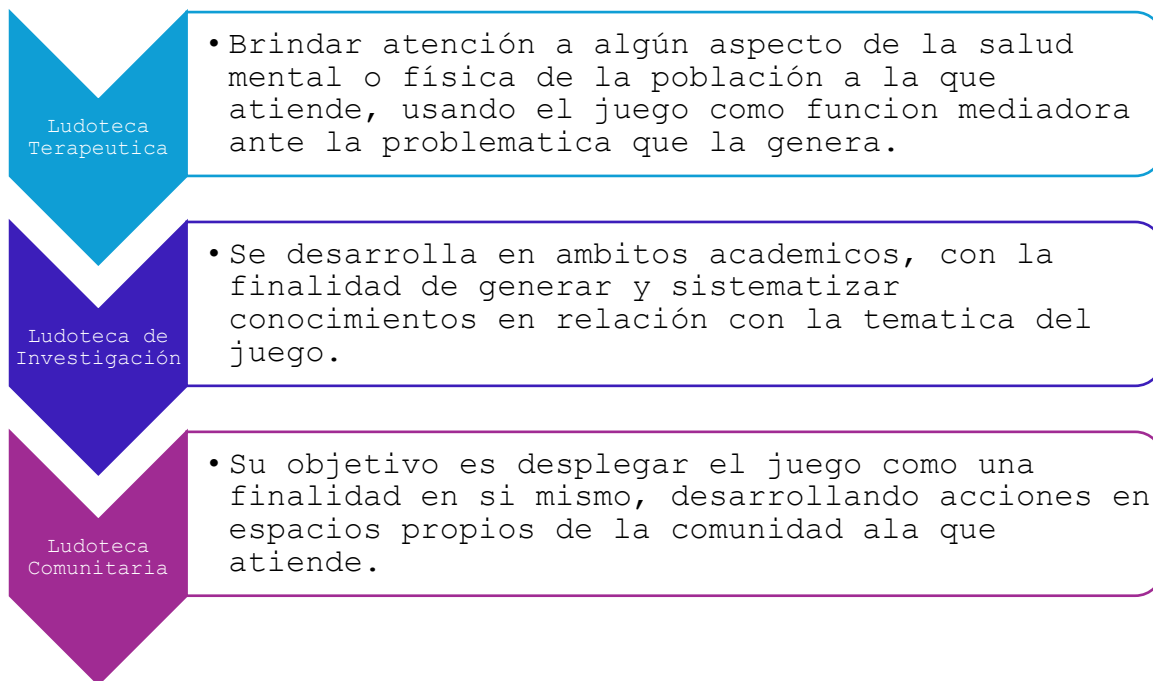 Ludoteca
Terapeutica
• Brindar atención a algún aspecto de la salud
mental o física de la población a la que
atiende, usando el juego como funcion mediadora
ante la problematica que la genera.
Ludoteca de
Investigación
• Se desarrolla en ambitos academicos, con la
finalidad de generar y sistematizar
conocimientos en relación con la tematica del
juego.
Ludoteca
Comunitaria
• Su objetivo es desplegar el juego como una
finalidad en si mismo, desarrollando acciones en
espacios propios de la comunidad ala que
atiende.